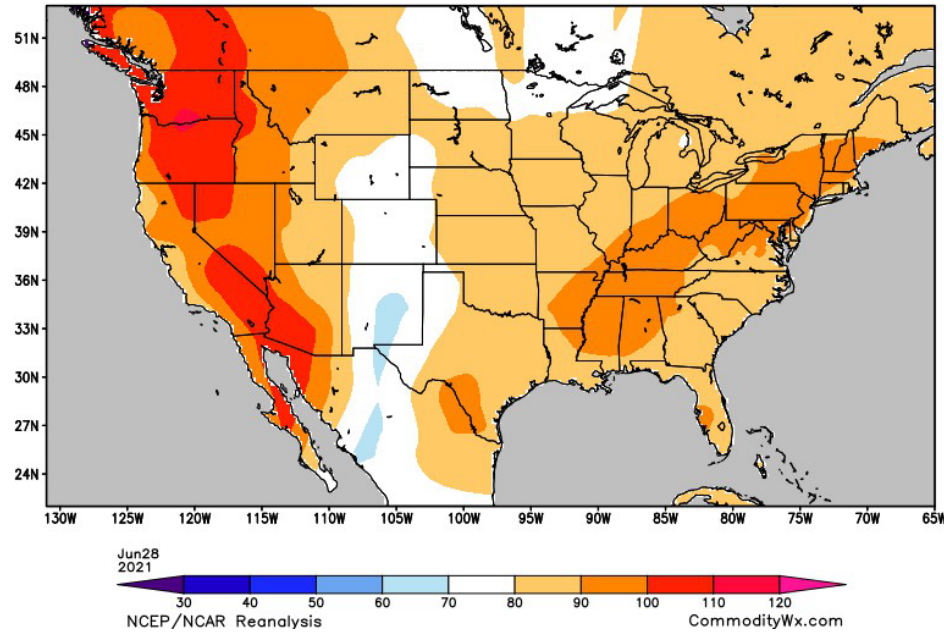 51N
48N
45N
42N
39N
36N
33N
30N
27N
24N
130W 125W 120W 115W 110W 105W 100W 95W 90W 85W 80W 75W 70W 65W
Jun28
2021
30 40 50 60 70 80 90 100 110 120
NCEP/NCAR Reanalysis CommodityWx.com